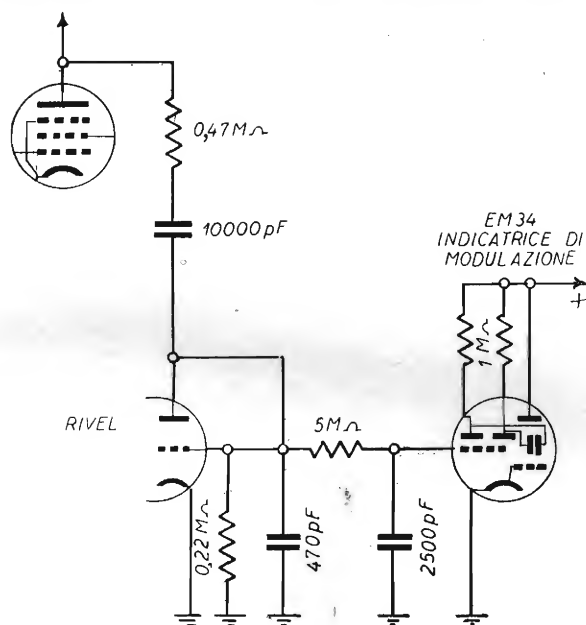 0,47MΩ
10000pF
EM34
INDICATRICE DI
MODULAZIONE
+
1MΩ
RIVEL
5MΩ
0,22MΩ
470pF
2500pF